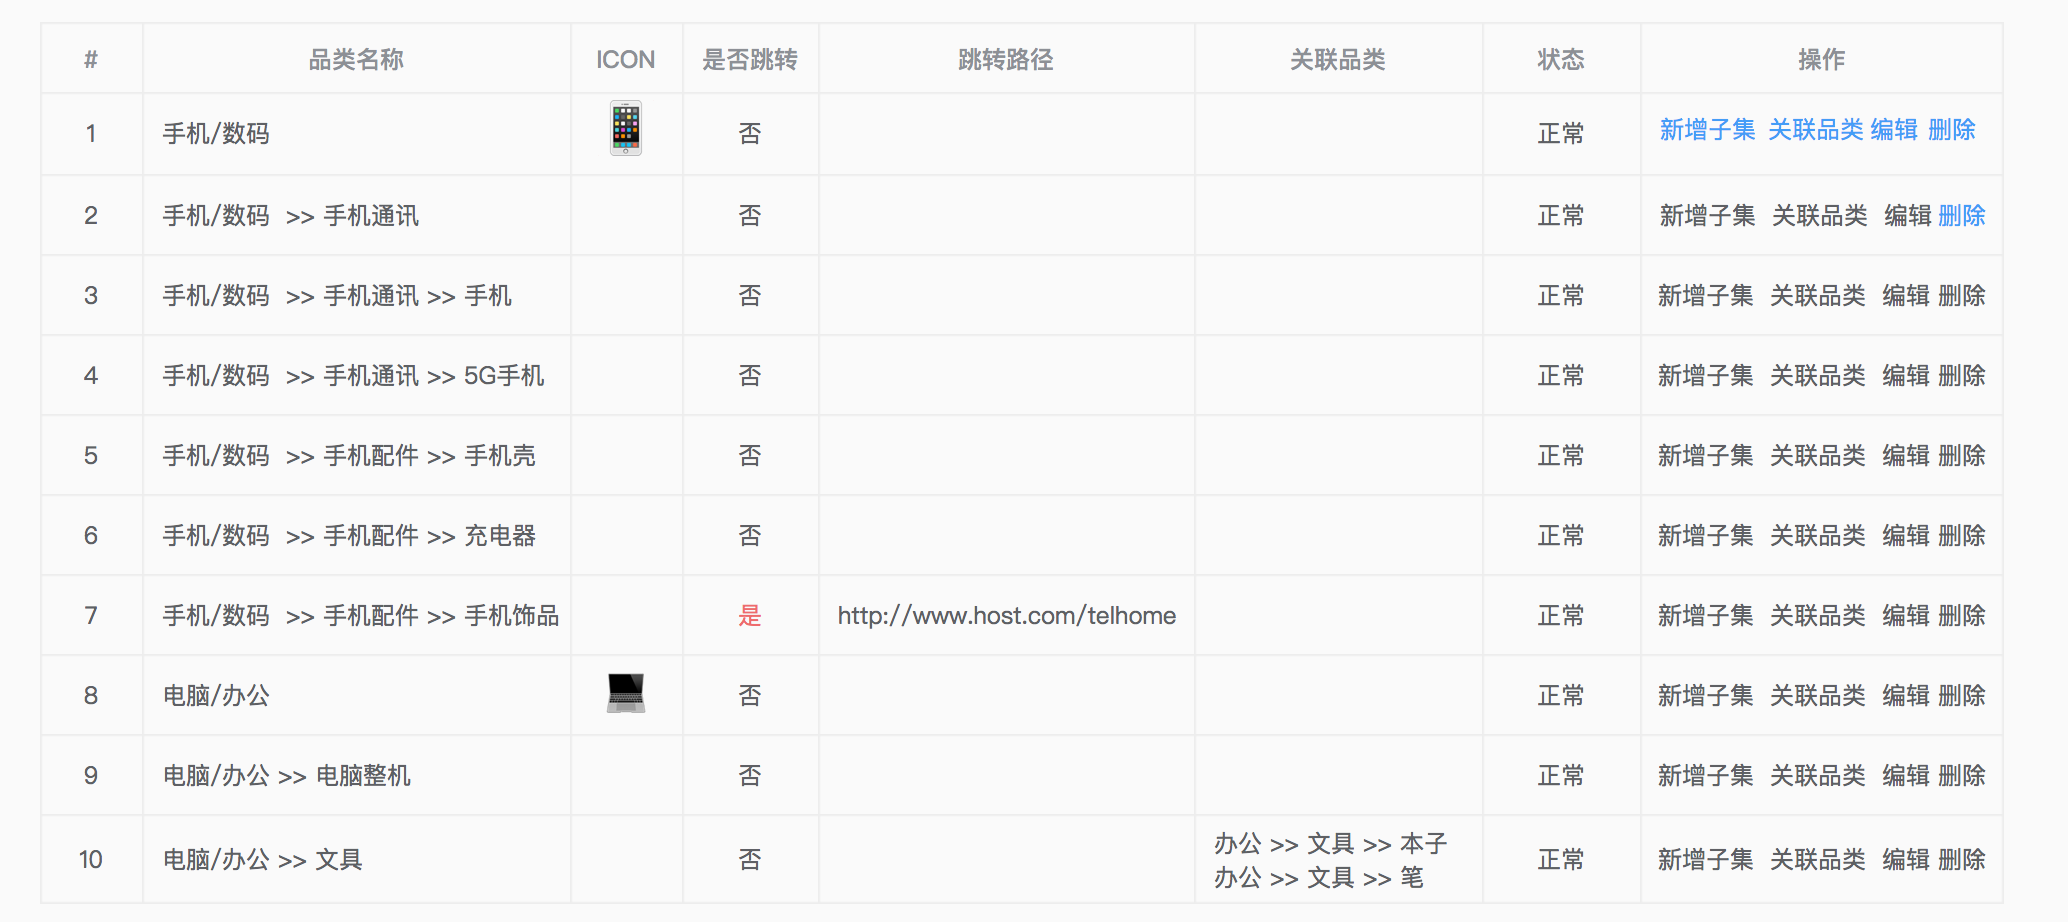 # 品类名称 ICON 是否跳转 跳转路径 关联品类 状态 操作
1 手机/数码 否 正常 新增子集 关联品类 编辑 删除
2 手机/数码 >> 手机通讯 否 正常 新增子集 关联品类 编辑 删除
3 手机/数码 >> 手机通讯 >> 手机 否 正常 新增子集 关联品类 编辑 删除
4 手机/数码 >> 手机通讯 >> 5G手机 否 正常 新增子集 关联品类 编辑 删除
5 手机/数码 >> 手机配件 >> 手机壳 否 正常 新增子集 关联品类 编辑 删除
6 手机/数码 >> 手机配件 >> 充电器 否 正常 新增子集 关联品类 编辑 删除
7 手机/数码 >> 手机配件 >> 手机饰品 是 http://www.host.com/telhome 正常 新增子集 关联品类 编辑 删除
8 电脑/办公 否 正常 新增子集 关联品类 编辑 删除
9 电脑/办公 >> 电脑整机 否 正常 新增子集 关联品类 编辑 删除
10 电脑/办公 >> 文具 否 办公 >> 文具 >> 本子
办公 >> 文具 >> 笔 正常 新增子集 关联品类 编辑 删除